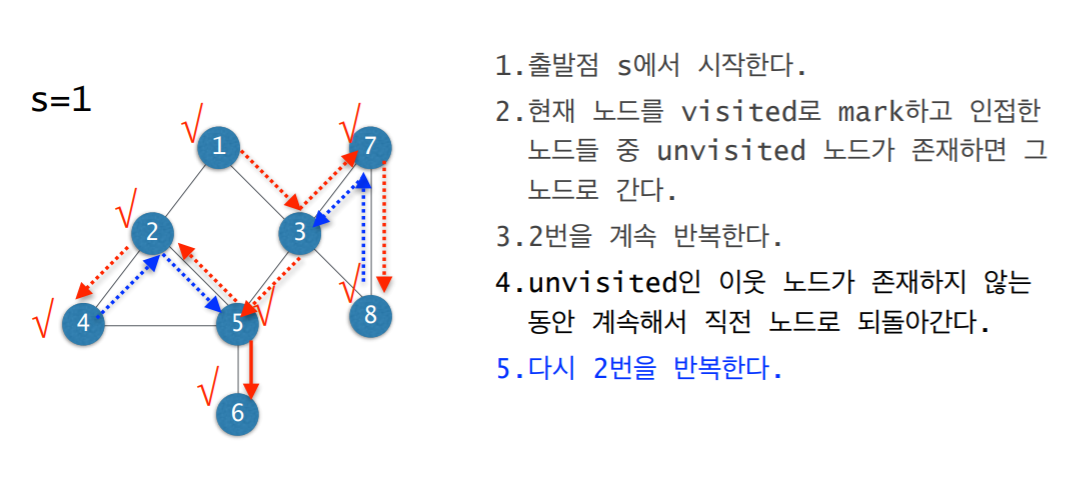 s=1
1
7
2
3
4
5
8
6
1.출발점 s에서 시작한다.
2.현재 노드를 visited로 mark하고 인접한
노드들 중 unvisited 노드가 존재하면 그
노드로 간다.
3.2번을 계속 반복한다.
4.unvisited인 이웃 노드가 존재하지 않는
동안 계속해서 직전 노드로 되돌아간다.
5.다시 2번을 반복한다.